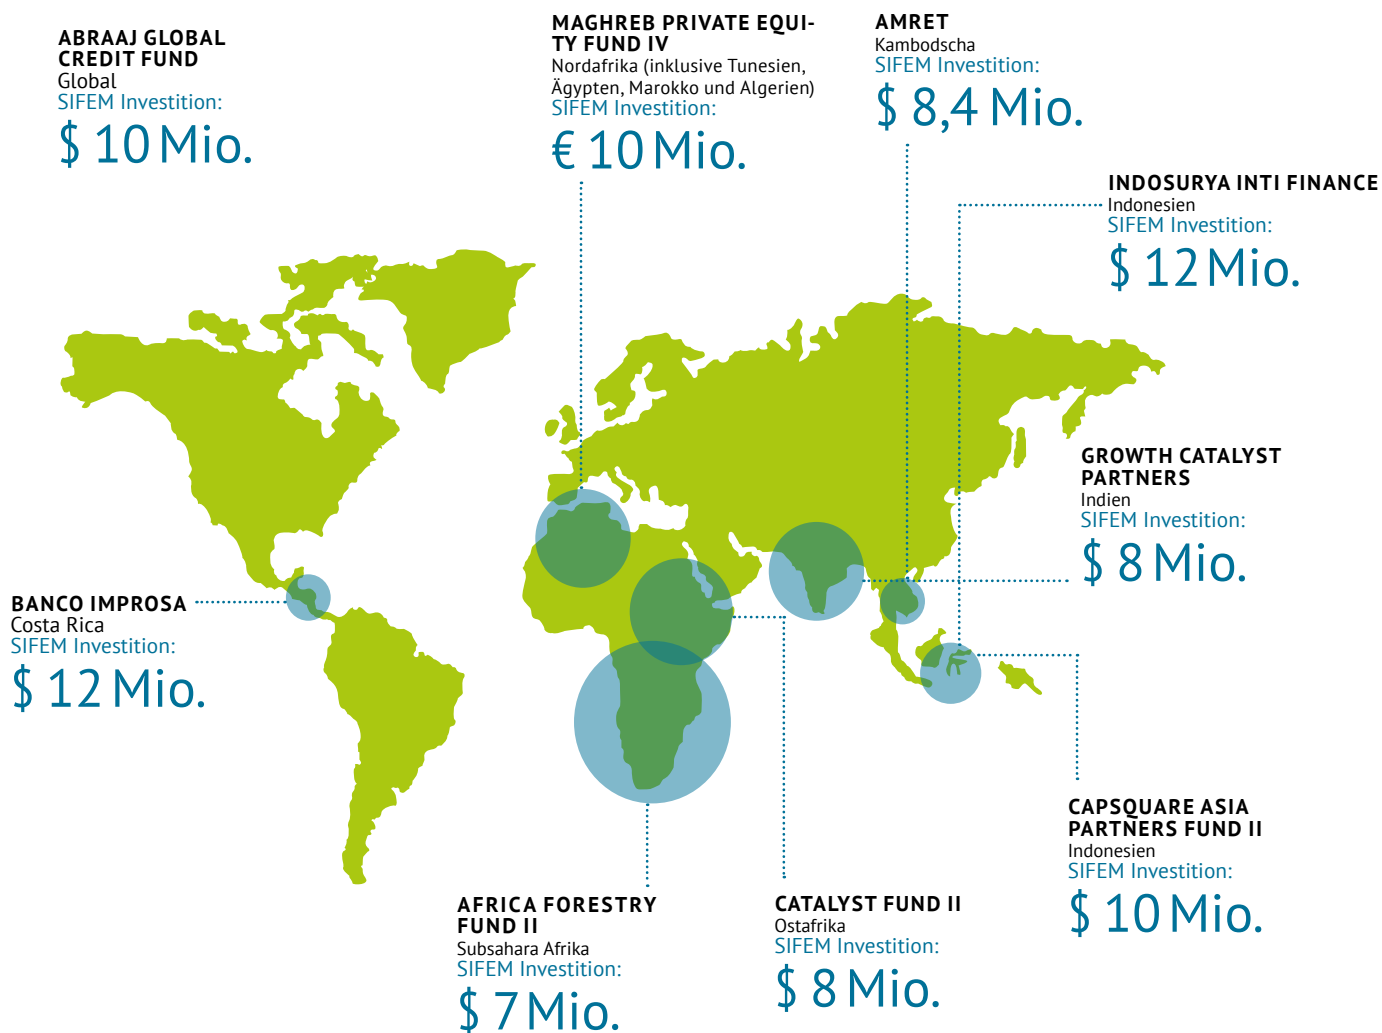 ABRAAJ GLOBAL
CREDIT FUND
Global
SIFEM Investition:
$ 10 Mio.
MAGHREB PRIVATE EQUI-
TY FUND IV
Nordafrika (inklusive Tunesien,
Ägypten, Marokko und Algerien)
SIFEM Investition:
€ 10 Mio.
AMRET
Kambodscha
SIFEM Investition:
$ 8,4 Mio.
INDOSURYA INTI FINANCE
Indonesien
SIFEM Investition:
$ 12 Mio.
GROWTH CATALYST
PARTNERS
Indien
SIFEM Investition:
$ 8 Mio.
BANCO IMPROSA
Costa Rica
SIFEM Investition:
$ 12 Mio.
CAPSQUARE ASIA
PARTNERS FUND II
Indonesien
SIFEM Investition:
$ 10 Mio.
AFRICA FORESTRY
FUND II
Subsahara Afrika
SIFEM Investition:
$ 7 Mio.
CATALYST FUND II
Ostafrika
SIFEM Investition:
$ 8 Mio.